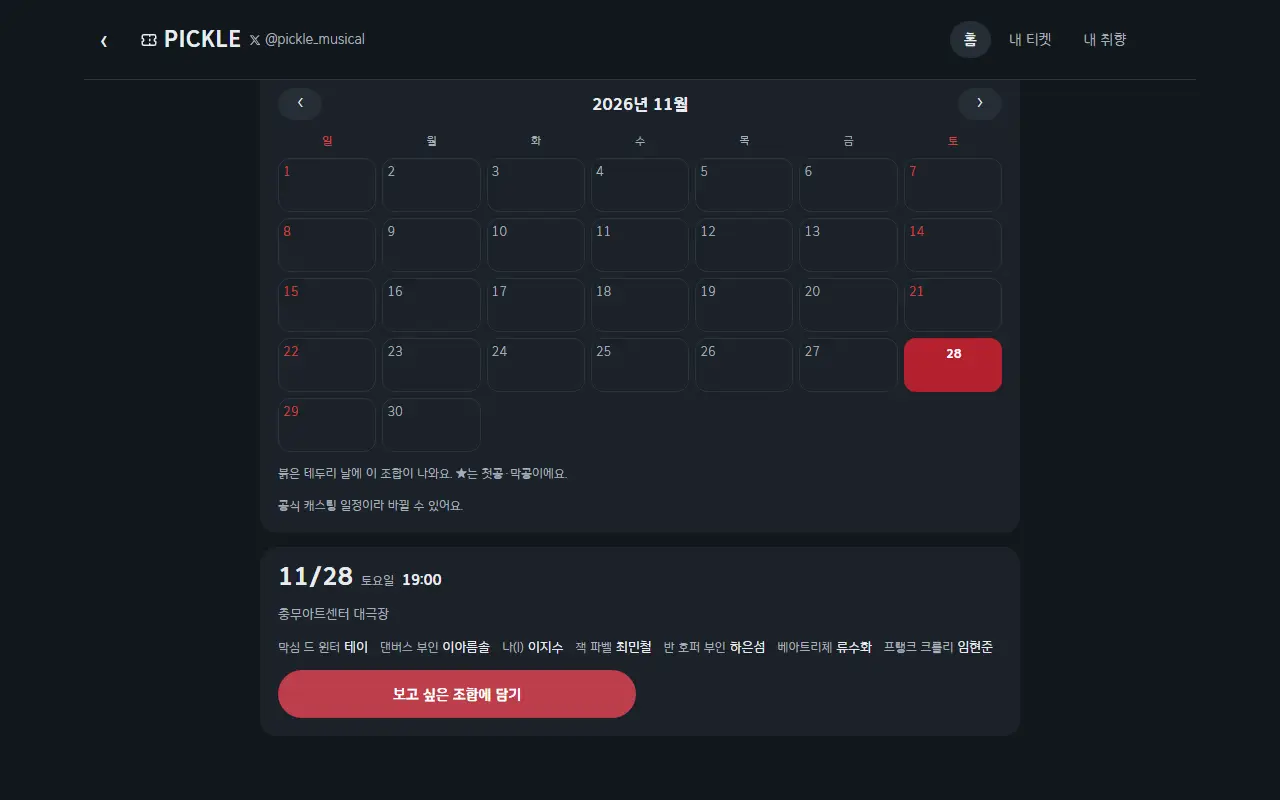 ‹ PICKLE 𝕏 @pickle_musical 홈 내 티켓 내 취향
‹ 2026년 11월 ›
일 월 화 수 목 금 토
1 2 3 4 5 6 7
8 9 10 11 12 13 14
15 16 17 18 19 20 21
22 23 24 25 26 27 28
29 30
붉은 테두리 날에 이 조합이 나와요. ★는 첫공·막공이에요.
공식 캐스팅 일정이라 바뀔 수 있어요.
11/28 토요일 19:00
충무아트센터 대극장
막심 드 윈터 테이 댄버스 부인 이아름솔 나(I) 이지수 잭 파벨 최민철 반 호퍼 부인 하은섬 베아트리체 류수화 프랭크 크롤리 임현준
보고 싶은 조합에 담기